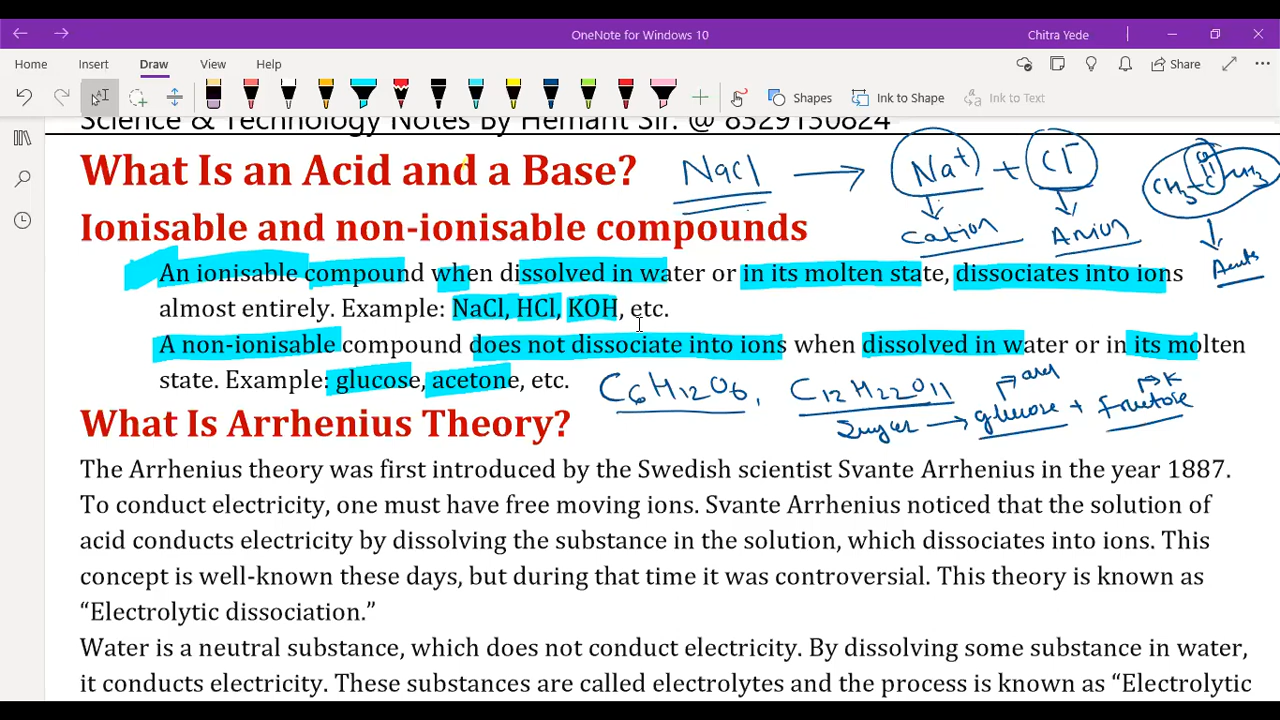 OneNote for Windows 10
Chitra Yede
Home Insert Draw View Help
Share
Shapes Ink to Shape Ink to Text
Science & Technology Notes By Hemant Sir. @ 8329150824
What Is an Acid and a Base?
NaCl → Na+ + Cl-
Cation Anion
CH3-C-CH3
O
Ionisable and non-ionisable compounds
An ionisable compound when dissolved in water or in its molten state, dissociates into ions
almost entirely. Example: NaCl, HCl, KOH, etc.
A non-ionisable compound does not dissociate into ions when dissolved in water or in its molten
state. Example: glucose, acetone, etc.
C6H12O6, C12H22O11
Sugar → glucose + fructose
What Is Arrhenius Theory?
The Arrhenius theory was first introduced by the Swedish scientist Svante Arrhenius in the year 1887.
To conduct electricity, one must have free moving ions. Svante Arrhenius noticed that the solution of
acid conducts electricity by dissolving the substance in the solution, which dissociates into ions. This
concept is well-known these days, but during that time it was controversial. This theory is known as
“Electrolytic dissociation.”
Water is a neutral substance, which does not conduct electricity. By dissolving some substance in water,
it conducts electricity. These substances are called electrolytes and the process is known as “Electrolytic